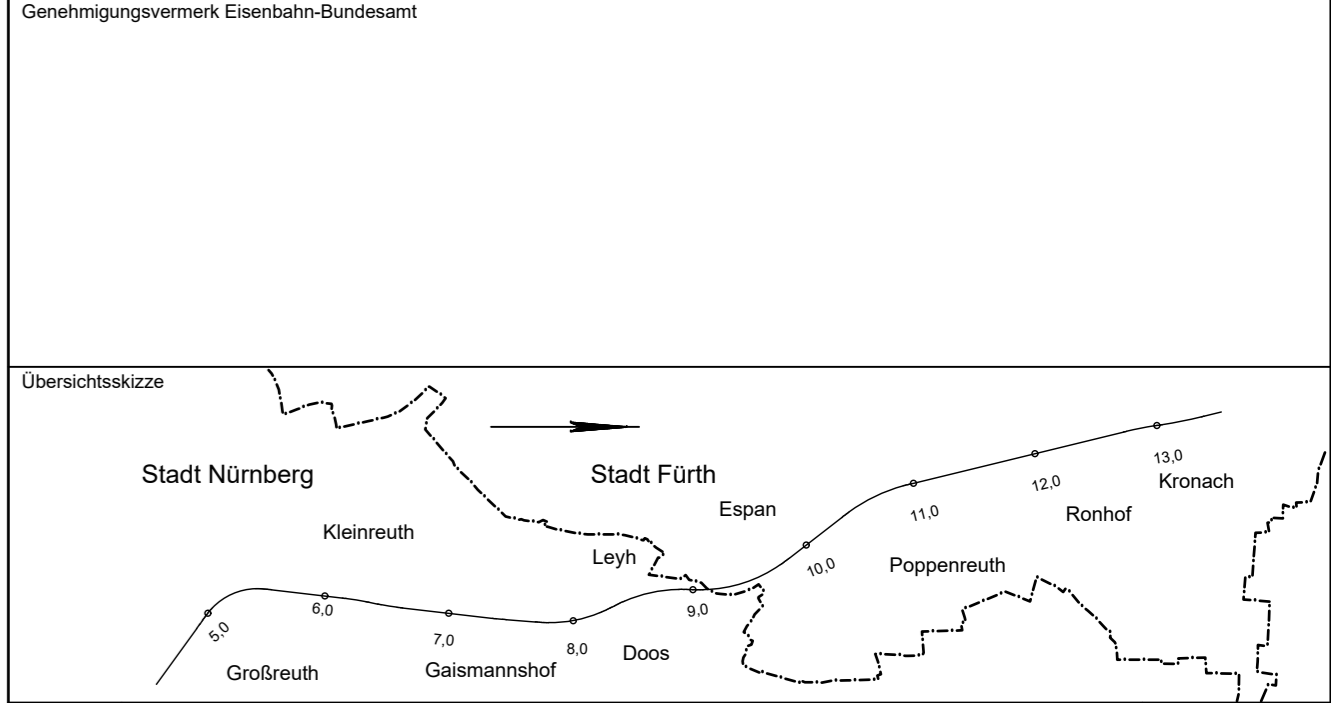 Genehmigungsvermerk Eisenbahn-Bundesamt
Übersichtsskizze
Stadt Nürnberg
Stadt Fürth
Kleinreuth
Leyh
Espan
Poppenreuth
Ronhof
Kronach
5,0
6,0
7,0
8,0
9,0
10,0
11,0
12,0
13,0
Großreuth
Gaismannshof
Doos